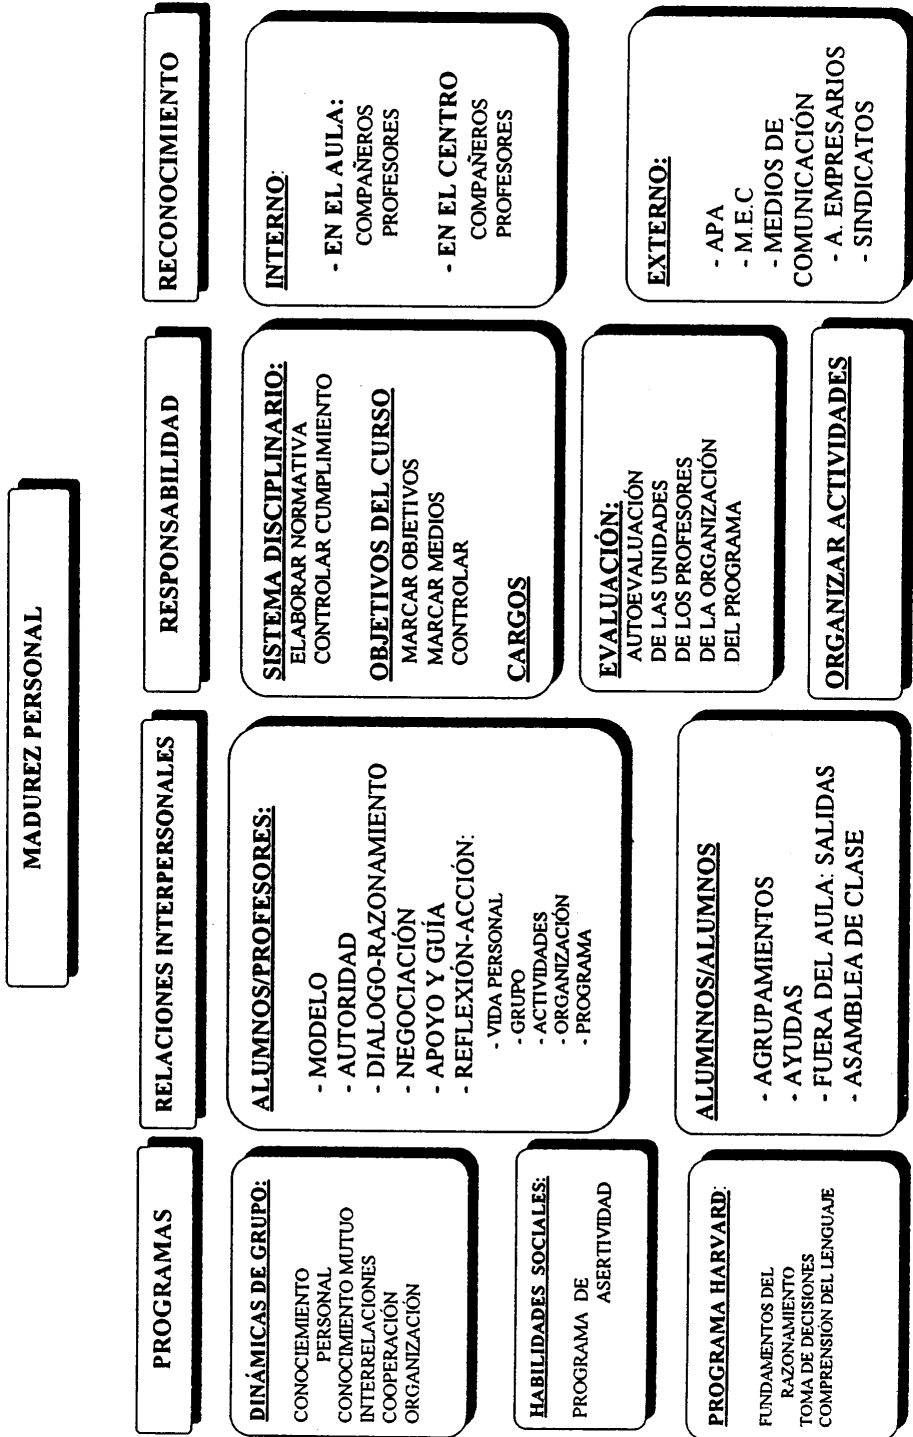 MADUREZ PERSONAL
PROGRAMAS
DINÁMICAS DE GRUPO:
CONOCIEMIENTO
PERSONAL
CONOCIMIENTO MUTUO
INTERRELACIONES
COOPERACIÓN
ORGANIZACIÓN
HABILIDADES SOCIALES:
PROGRAMA DE
ASERTIVIDAD
PROGRAMA HARVARD:
FUNDAMENTOS DEL
RAZONAMIENTO
TOMA DE DECISIONES
COMPRENSIÓN DEL LENGUAJE
RELACIONES INTERPERSONALES
ALUMNOS/PROFESORES:
- MODELO
- AUTORIDAD
- DIALOGO-RAZONAMIENTO
- NEGOCIACIÓN
- APOYO Y GUÍA
- REFLEXIÓN-ACCIÓN:
- VIDA PERSONAL
- GRUPO
- ACTIVIDADES
- ORGANIZACIÓN
- PROGRAMA
ALUMNNOS/ALUMNOS
- AGRUPAMIENTOS
- AYUDAS
- FUERA DEL AULA: SALIDAS
- ASAMBLEA DE CLASE
RESPONSABILIDAD
SISTEMA DISCIPLINARIO:
ELABORAR NORMATIVA
CONTROLAR CUMPLIMIENTO
OBJETIVOS DEL CURSO
MARCAR OBJETIVOS
MARCAR MEDIOS
CONTROLAR
CARGOS
EVALUACIÓN:
AUTOEVALUACIÓN
DE LAS UNIDADES
DE LOS PROFESORES
DE LA ORGANIZACIÓN
DEL PROGRAMA
ORGANIZAR ACTIVIDADES
RECONOCIMIENTO
INTERNO:
- EN EL AULA:
COMPAÑEROS
PROFESORES
- EN EL CENTRO
COMPAÑEROS
PROFESORES
EXTERNO:
- APA
- M.E.C
- MEDIOS DE
COMUNICACIÓN
- A. EMPRESARIOS
- SINDICATOS